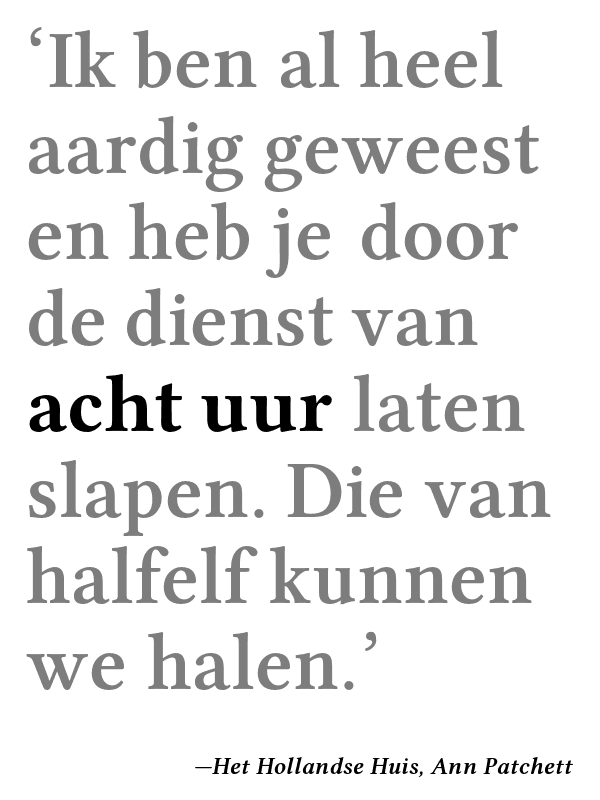 ‘Ik ben al heel
aardig geweest
en heb je door
de dienst van
acht uur laten
slapen. Die van
halfelf kunnen
we halen.’
—Het Hollandse Huis, Ann Patchett